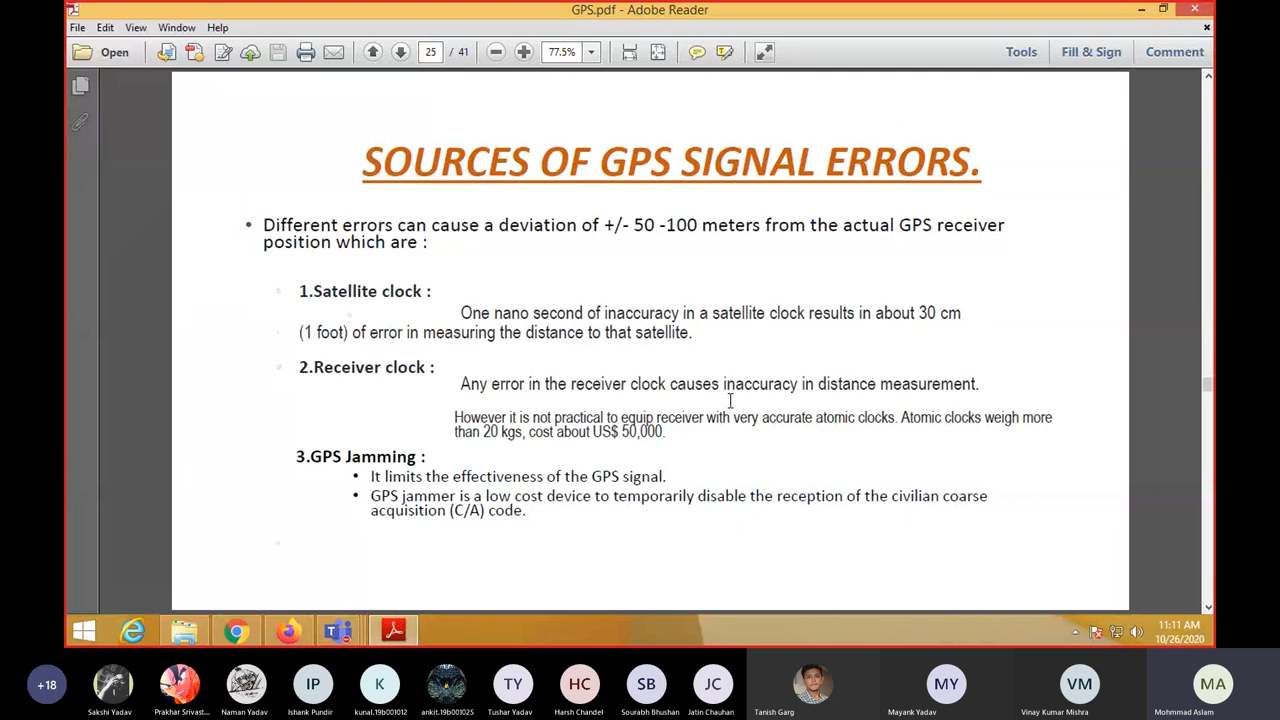 GPS.pdf - Adobe Reader
File Edit View Window Help
Open 25 / 41 77.5% Tools Fill & Sign Comment
SOURCES OF GPS SIGNAL ERRORS.
• Different errors can cause a deviation of +/- 50 -100 meters from the actual GPS receiver
position which are :
1.Satellite clock :
One nano second of inaccuracy in a satellite clock results in about 30 cm
(1 foot) of error in measuring the distance to that satellite.
2.Receiver clock :
Any error in the receiver clock causes inaccuracy in distance measurement.
However it is not practical to equip receiver with very accurate atomic clocks. Atomic clocks weigh more
than 20 kgs, cost about US$ 50,000.
3.GPS Jamming :
• It limits the effectiveness of the GPS signal.
• GPS jammer is a low cost device to temporarily disable the reception of the civilian coarse
acquisition (C/A) code.
11:11 AM
10/26/2020
+18 IP K TY HC SB JC MY VM MA
Sakshi Yadav Prakhar Srivast... Naman Yadav Ishank Pundir kunal.19b001012 ankit.19b001025 Tushar Yadav Harsh Chandel Sourabh Bhushan Jatin Chauhan Tanish Garg Mayank Yadav Vinay Kumar Mishra Mohmmad Aslam